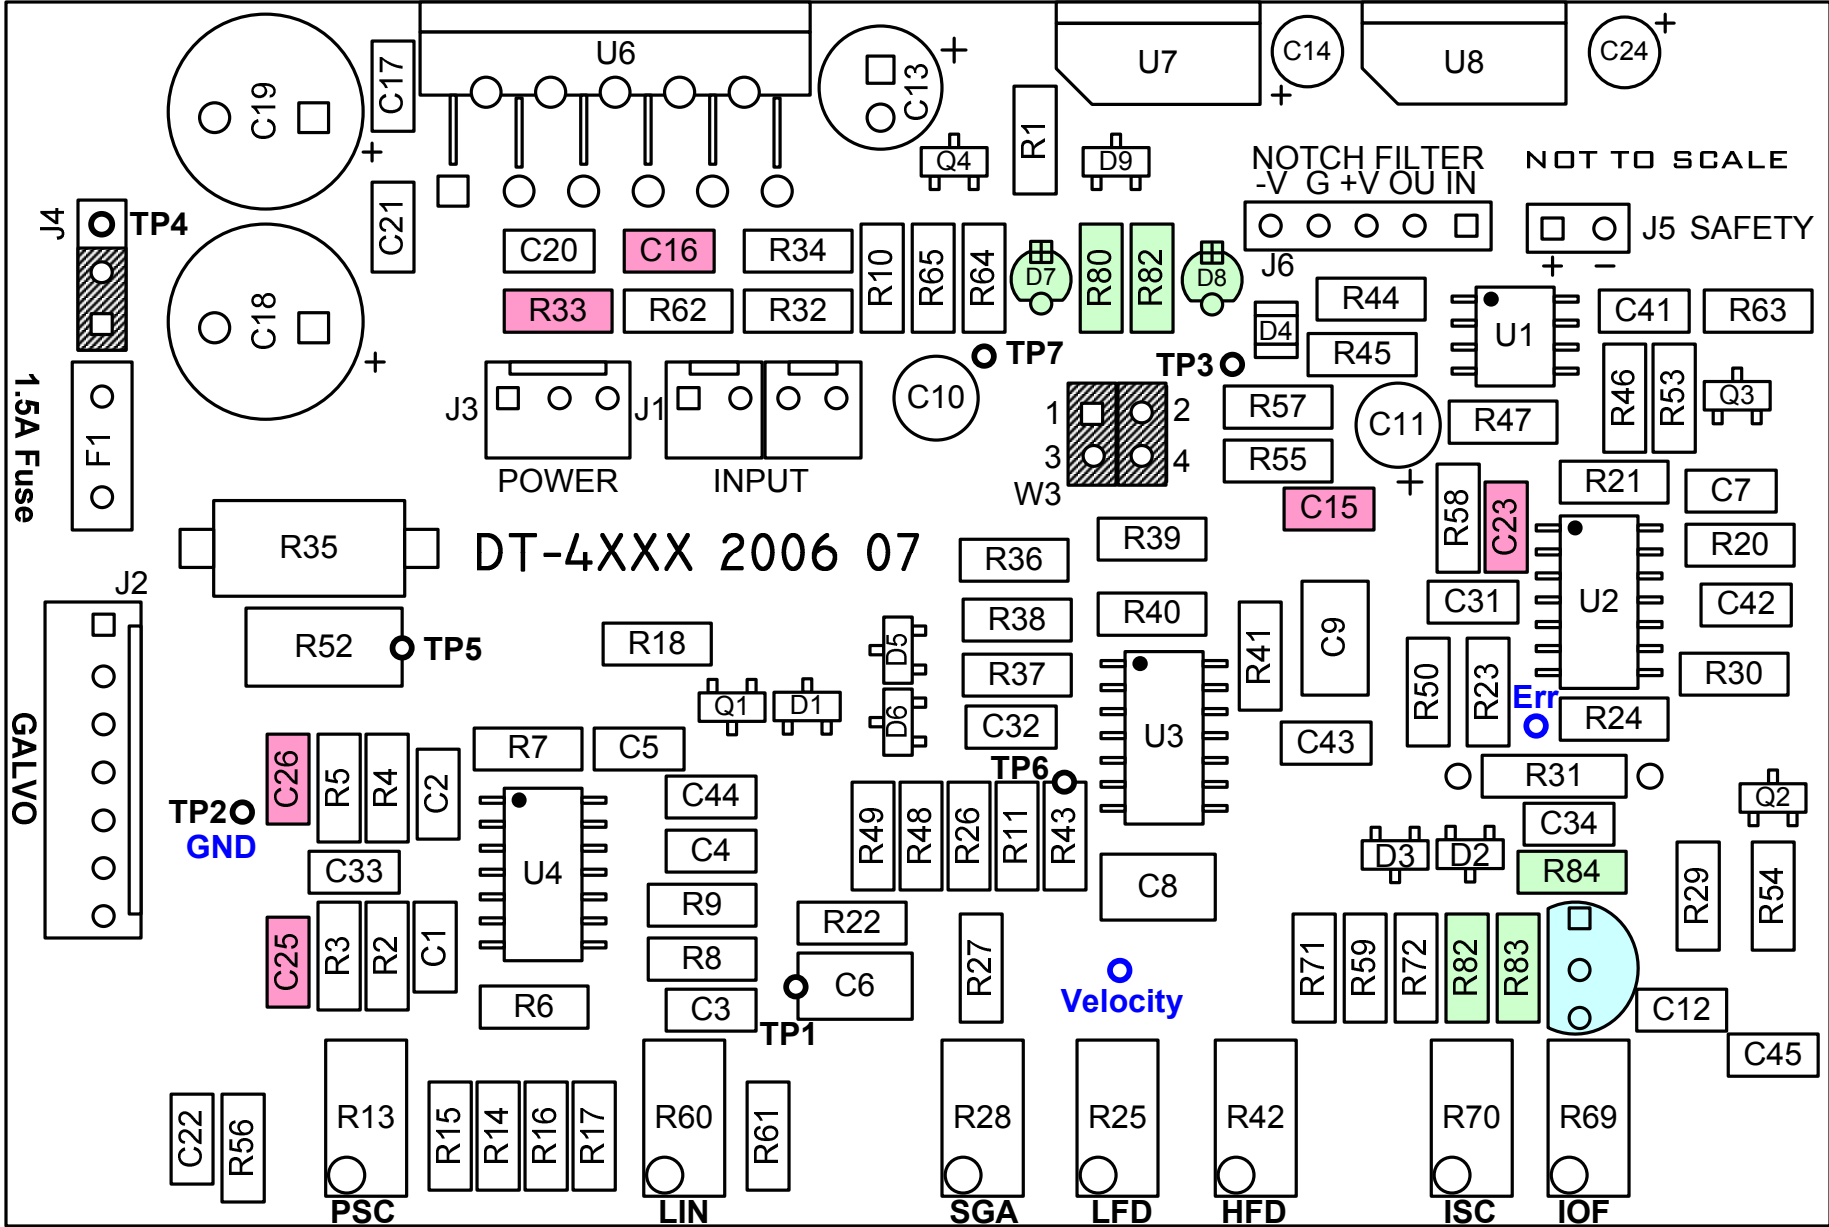 C19
C17
U6
C13
+
U7
C14
+
U8
C24
+
+
Q4
R1
D9
NOTCH FILTER
-V G +V OU IN
NOT TO SCALE
J4
TP4
C21
C20
C16
R34
R10
R65
R64
D7
R80
R82
D8
J6
J5 SAFETY
+ −
C18
+
R33
R62
R32
D4
R44
R45
U1
C41
R63
TP7
TP3
1.5A Fuse
F1
J3
POWER
J1
INPUT
C10
1
2
3
4
W3
R57
R55
C11
+
R47
R46
R53
Q3
C15
R58
C23
R21
C7
R35
DT-4XXX 2006 07
R36
R39
R20
J2
R52
TP5
R18
D5
R38
R40
R41
C9
C31
U2
C42
R37
R50
R23
R30
Err
R24
GALVO
Q1
D1
D6
C32
U3
C43
C26
R5
R4
C2
R7
C5
TP6
R31
TP2
GND
C44
R49
R48
R26
R11
R43
C34
Q2
C33
U4
C4
C8
D3
D2
R84
R29
R54
R9
R22
C25
R3
R2
C1
R8
C6
R27
Velocity
R71
R59
R72
R82
R83
R6
C3
TP1
C12
C45
C22
R56
R13
R15
R14
R16
R17
R60
R61
R28
R25
R42
R70
R69
PSC
LIN
SGA
LFD
HFD
ISC
IOF